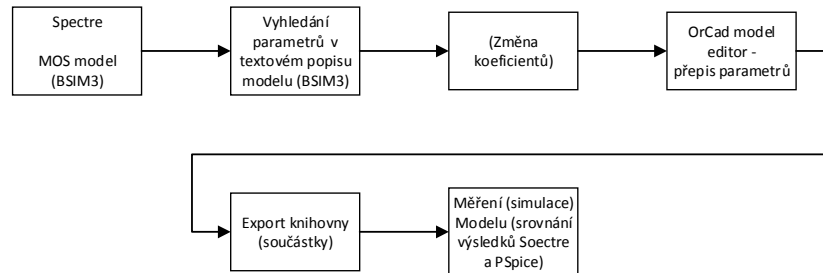 Spectre
MOS model
(BSIM3)
Vyhledání
parametrů v
textovém popisu
modelu (BSIM3)
(Změna
koeficientů)
OrCad model
editor -
přepis parametrů
Export knihovny
(součástky)
Měření (simulace)
Modelu (srovnání
výsledků Soectre
a PSpice)